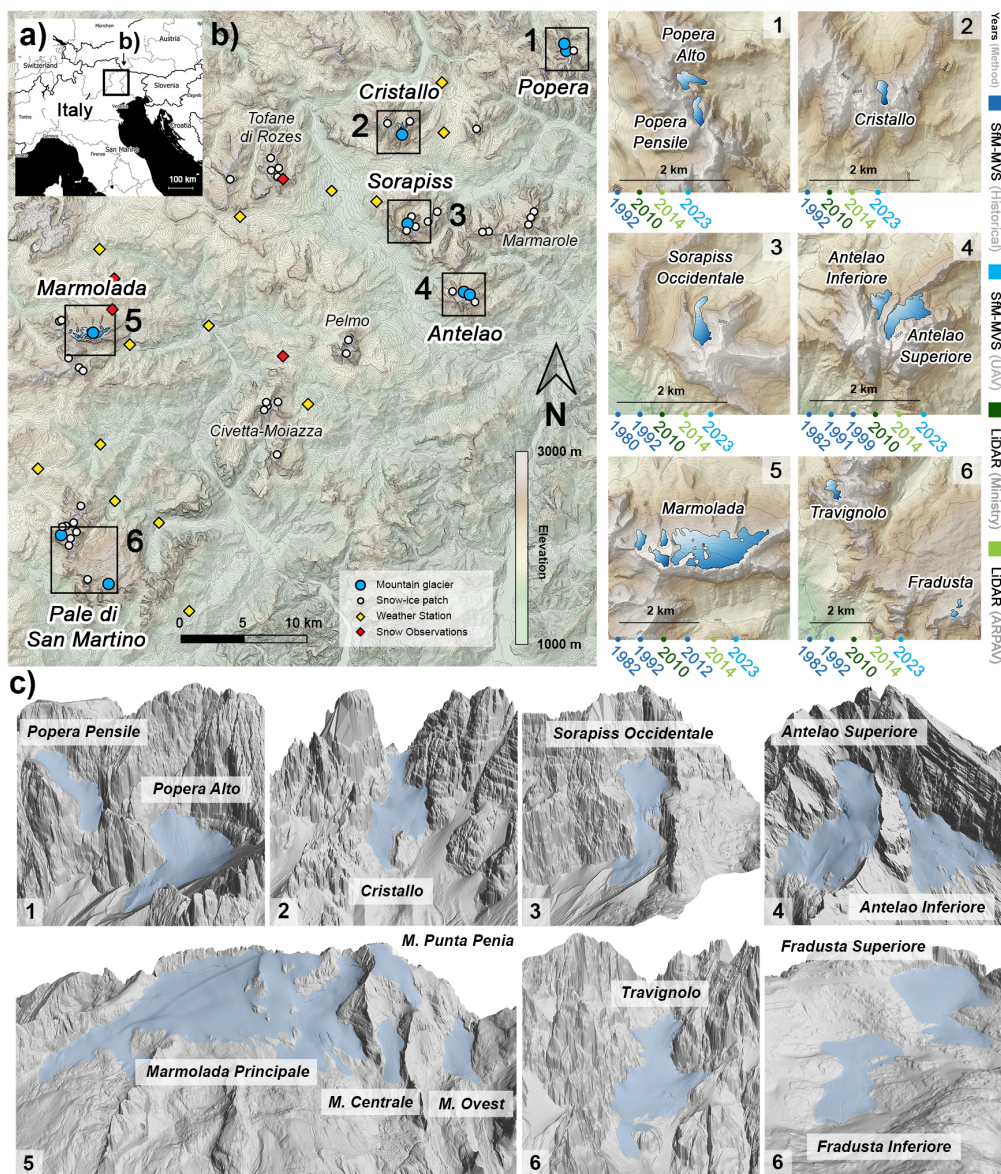 a)
b)
München
Austria
Switzerland
Slovenia
Zagreb
Italy
Venezia
Croatia
Torino
Genova
Firenze
San Marino
100 km
b)
1
Popera
Cristallo
2
Tofane
di Rozes
Sorapiss
3
Marmarole
4
Antelao
Marmolada
5
Pelmo
N
Civetta-Moiazza
3000 m
Elevation
1000 m
6
Pale di
San Martino
Mountain glacier
Snow-ice patch
Weather Station
Snow Observations
0 5 10 km
1
Popera
Alto
Popera
Pensile
2 km
1992
2010
2014
2023
2
Cristallo
2 km
1992
2010
2014
2023
3
Sorapiss
Occidentale
2 km
1980
1992
2010
2014
2023
4
Antelao
Inferiore
Antelao
Superiore
2 km
1982
1991
1999
2010
2014
2023
5
Marmolada
2 km
1982
1992
2010
2012
2014
2023
6
Travignolo
Fradusta
2 km
1982
1992
2010
2014
2023
Years (Method)
SfM-MVS (Historical)
SfM-MVS (UAV)
LiDAR (Ministry)
LiDAR (ARPAV)
c)
Popera Pensile
Popera Alto
1
Cristallo
2
Sorapiss Occidentale
3
Antelao Superiore
Antelao Inferiore
4
M. Punta Penia
Marmolada Principale
M. Centrale
M. Ovest
5
Travignolo
6
Fradusta Superiore
Fradusta Inferiore
6